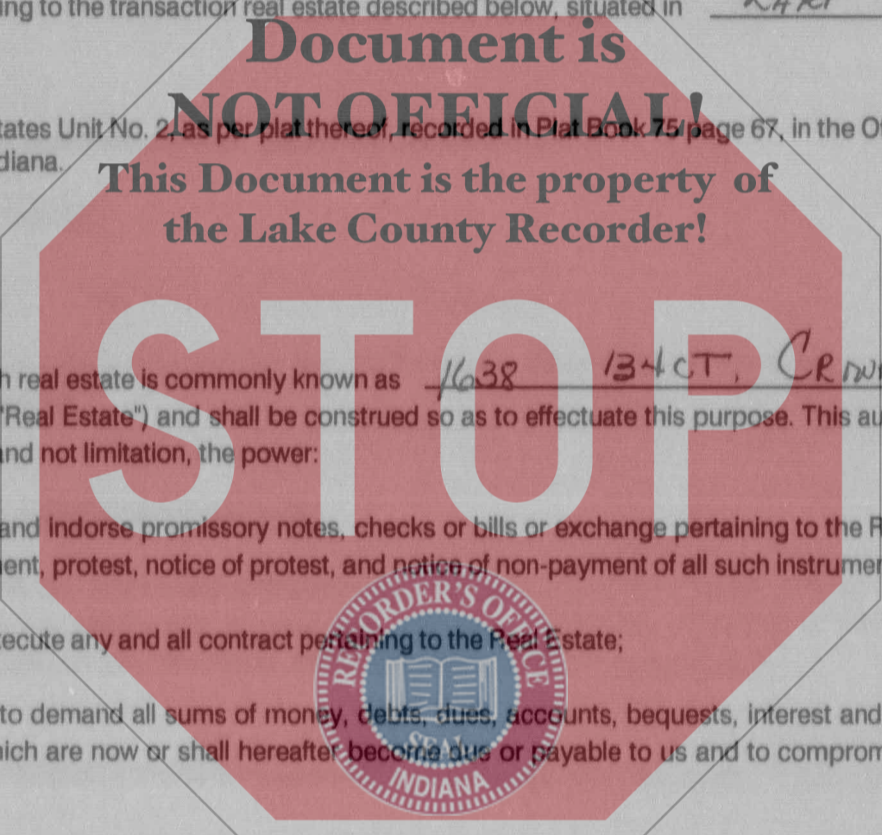 ing to the transaction real estate described below, situated in
Document is
NOT OFFICIAL!
tates Unit No. 2, as per plat thereof, recorded in Plat Book 75, page 67, in the O
diana.
This Document is the property of
the Lake County Recorder!
STOP
h real estate is commonly known as 1638 134 CT. Crown
"Real Estate") and shall be construed so as to effectuate this purpose. This au
and not limitation, the power:
and indorse promissory notes, checks or bills or exchange pertaining to the R
ent, protest, notice of protest, and notice of non-payment of all such instrumen
ecute any and all contract pertaining to the Real Estate;
RECORDER'S OFFICE
to demand all sums of money, debts, dues, accounts, bequests, interest and
SEAL
hich are now or shall hereafter become due or payable to us and to comprom
INDIANA